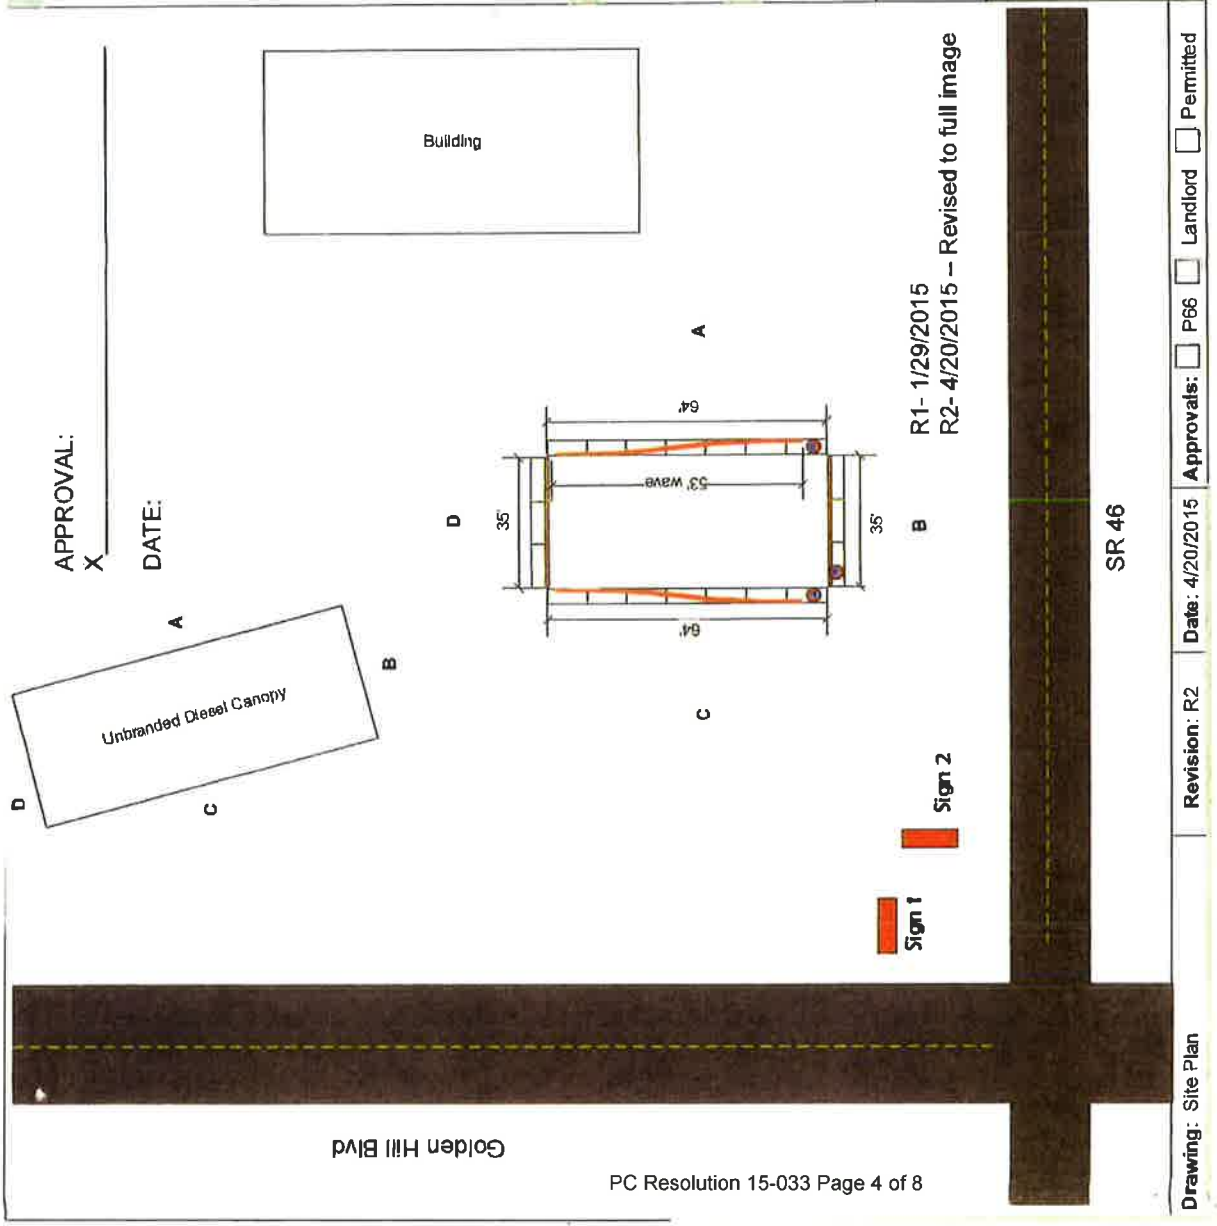 APPROVAL:
X
DATE:
Building
Unbranded Diesel Canopy
A
B
C
D
D
35'
64'
53' wave
64'
35'
A
B
C
R1- 1/29/2015
R2- 4/20/2015 – Revised to full image
Sign 1
Sign 2
SR 46
Golden Hill Blvd
PC Resolution 15-033 Page 4 of 8
Drawing: Site Plan
Revision: R2
Date: 4/20/2015
Approvals: P66 Landlord Permitted